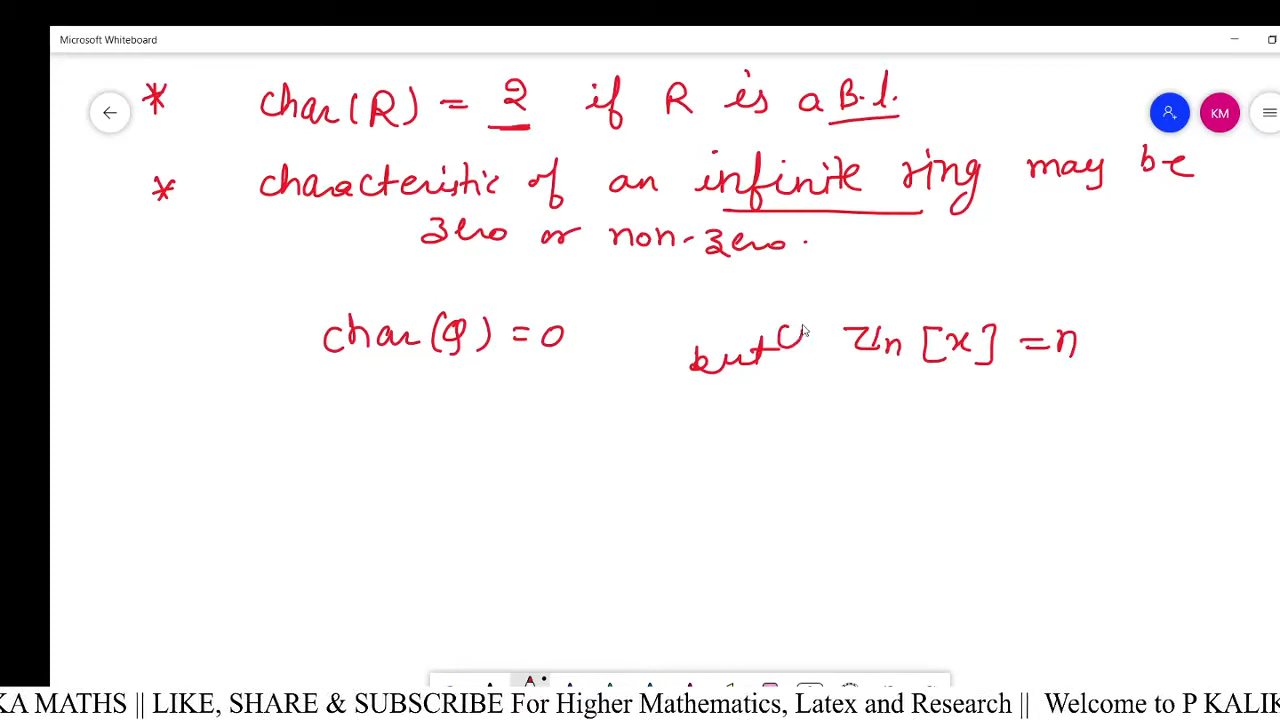 Microsoft Whiteboard
* char(R) = 2 if R is a B.l.
KM
* characteristic of an infinite ring may be
zero or non-zero.
char(Q) = 0 but C Zn [x] = n
KA MATHS || LIKE, SHARE & SUBSCRIBE For Higher Mathematics, Latex and Research || Welcome to P KALIK